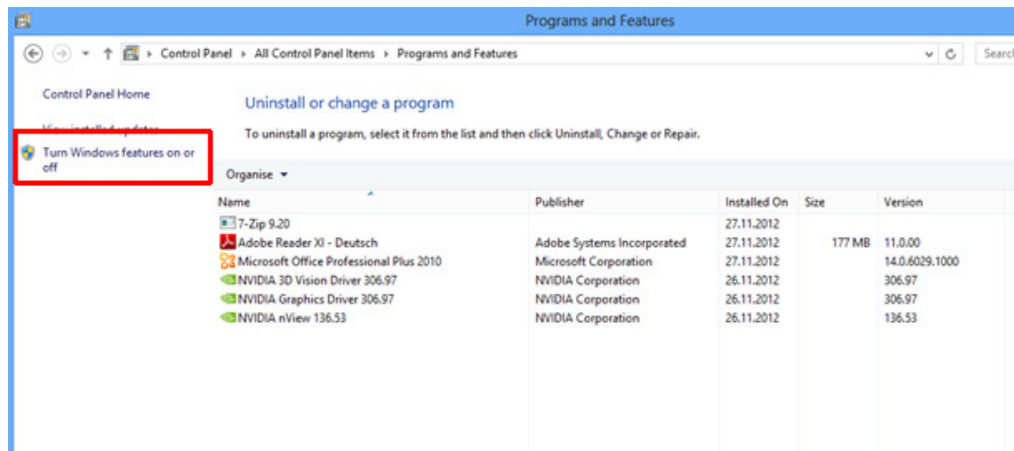 Programs and Features
Control Panel ▸ All Control Panel Items ▸ Programs and Features
Control Panel Home
View installed updates
Turn Windows features on or
off
Uninstall or change a program
To uninstall a program, select it from the list and then click Uninstall, Change or Repair.
Organise
Name Publisher Installed On Size Version
7-Zip 9.20 27.11.2012
Adobe Reader XI - Deutsch Adobe Systems Incorporated 27.11.2012 177 MB 11.0.00
Microsoft Office Professional Plus 2010 Microsoft Corporation 27.11.2012 14.0.6029.1000
NVIDIA 3D Vision Driver 306.97 NVIDIA Corporation 26.11.2012 306.97
NVIDIA Graphics Driver 306.97 NVIDIA Corporation 26.11.2012 306.97
NVIDIA nView 136.53 NVIDIA Corporation 26.11.2012 136.53